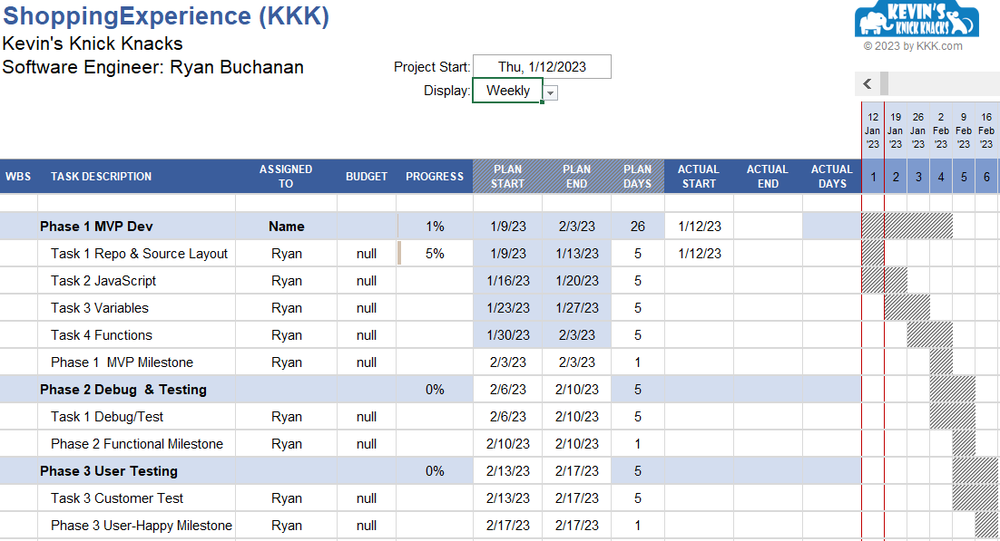 ShoppingExperience (KKK)
Kevin's Knick Knacks
Software Engineer: Ryan Buchanan
KEVIN'S
KNICK KNACKS
© 2023 by KKK.com
Project Start: Thu, 1/12/2023
Display: Weekly
12 19 26 2 9 16
Jan Jan Jan Feb Feb Feb
'23 '23 '23 '23 '23 '23
WBS TASK DESCRIPTION ASSIGNED TO BUDGET PROGRESS PLAN START PLAN END PLAN DAYS ACTUAL START ACTUAL END ACTUAL DAYS 1 2 3 4 5 6
Phase 1 MVP Dev Name 1% 1/9/23 2/3/23 26 1/12/23
Task 1 Repo & Source Layout Ryan null 5% 1/9/23 1/13/23 5 1/12/23
Task 2 JavaScript Ryan null 1/16/23 1/20/23 5
Task 3 Variables Ryan null 1/23/23 1/27/23 5
Task 4 Functions Ryan null 1/30/23 2/3/23 5
Phase 1  MVP Milestone Ryan null 2/3/23 2/3/23 1
Phase 2 Debug  & Testing 0% 2/6/23 2/10/23 5
Task 1 Debug/Test Ryan null 2/6/23 2/10/23 5
Phase 2 Functional Milestone Ryan null 2/10/23 2/10/23 1
Phase 3 User Testing 0% 2/13/23 2/17/23 5
Task 3 Customer Test Ryan null 2/13/23 2/17/23 5
Phase 3 User-Happy Milestone Ryan null 2/17/23 2/17/23 1